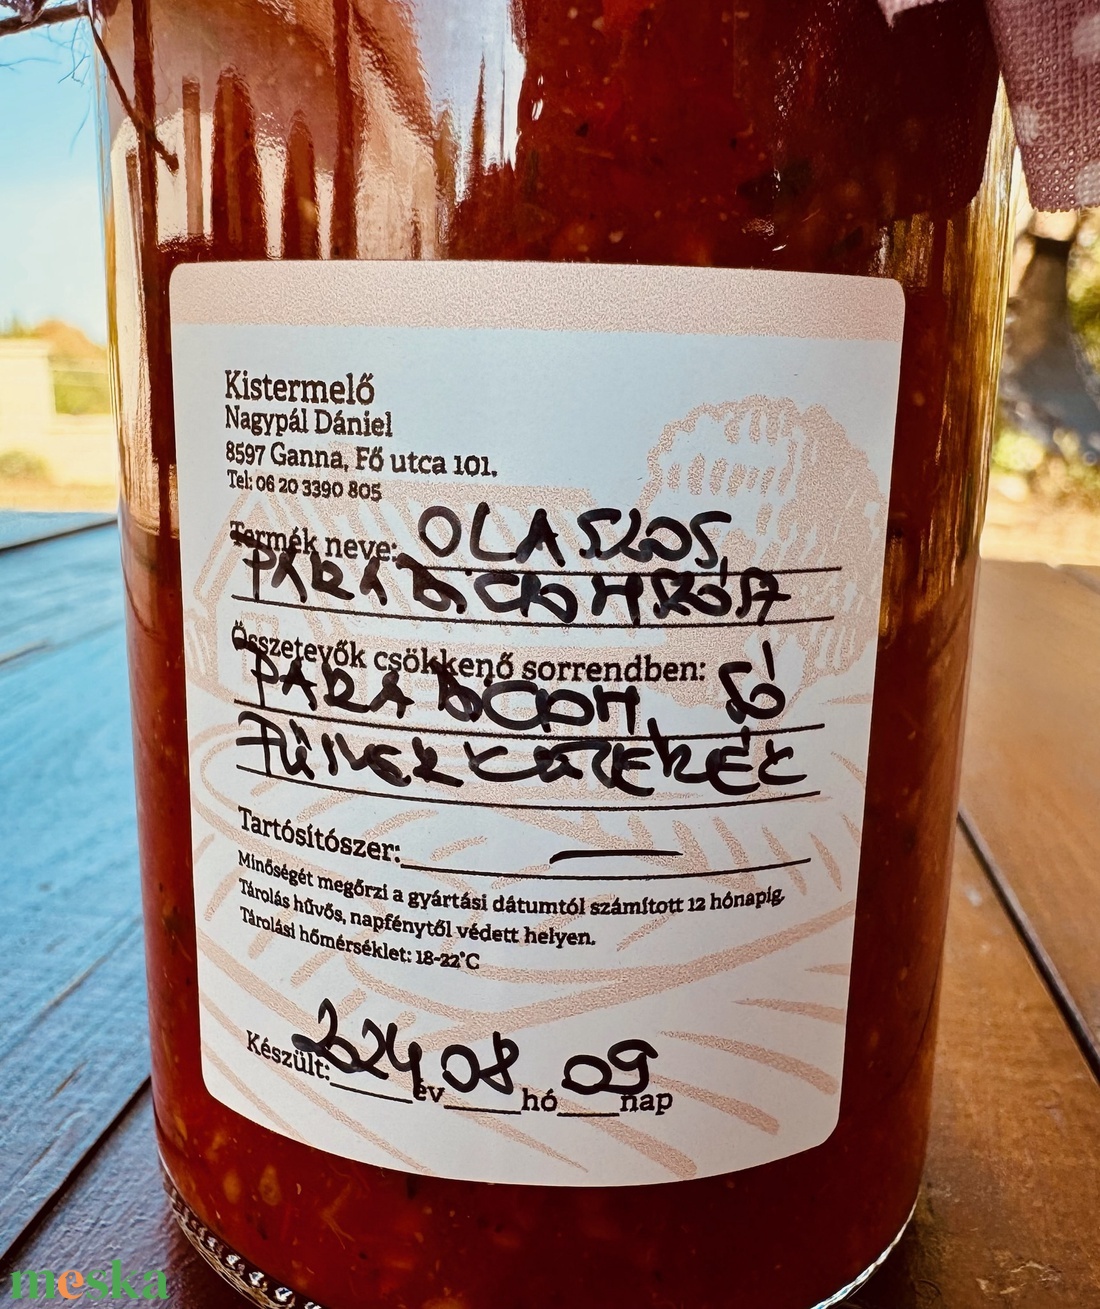 Kistermelő
Nagypál Dániel
8597 Ganna, Fő utca 101.
Tel: 06 20 3390 805
Termék neve: OLASZOS
PARADICSOMSZÓSZ
Összetevők csökkenő sorrendben: SÓ
PARADICSOM,
FŰSZERKEVERÉK
Tartósítószer: —
Minőségét megőrzi a gyártási dátumtól számított 12 hónapig.
Tárolás hűvös, napfénytől védett helyen.
Tárolási hőmérséklet: 18-22°C
Készült: 2024 év 08 hó 09 nap
meska